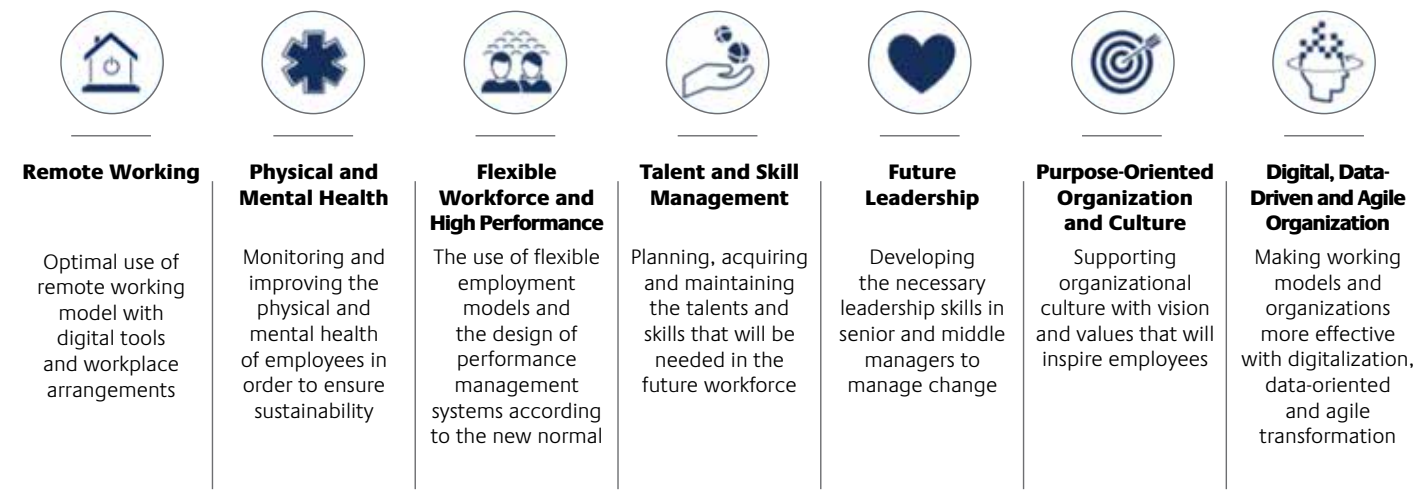 Remote Working
Optimal use of
remote working
model with
digital tools
and workplace
arrangements
Physical and
Mental Health
Monitoring and
improving the
physical and
mental health
of employees in
order to ensure
sustainability
Flexible
Workforce and
High Performance
The use of flexible
employment
models and
the design of
performance
management
systems according
to the new normal
Talent and Skill
Management
Planning, acquiring
and maintaining
the talents and
skills that will be
needed in the
future workforce
Future
Leadership
Developing
the necessary
leadership skills in
senior and middle
managers to
manage change
Purpose-Oriented
Organization
and Culture
Supporting
organizational
culture with vision
and values that will
inspire employees
Digital, Data-
Driven and Agile
Organization
Making working
models and
organizations
more effective
with digitalization,
data-oriented
and agile
transformation